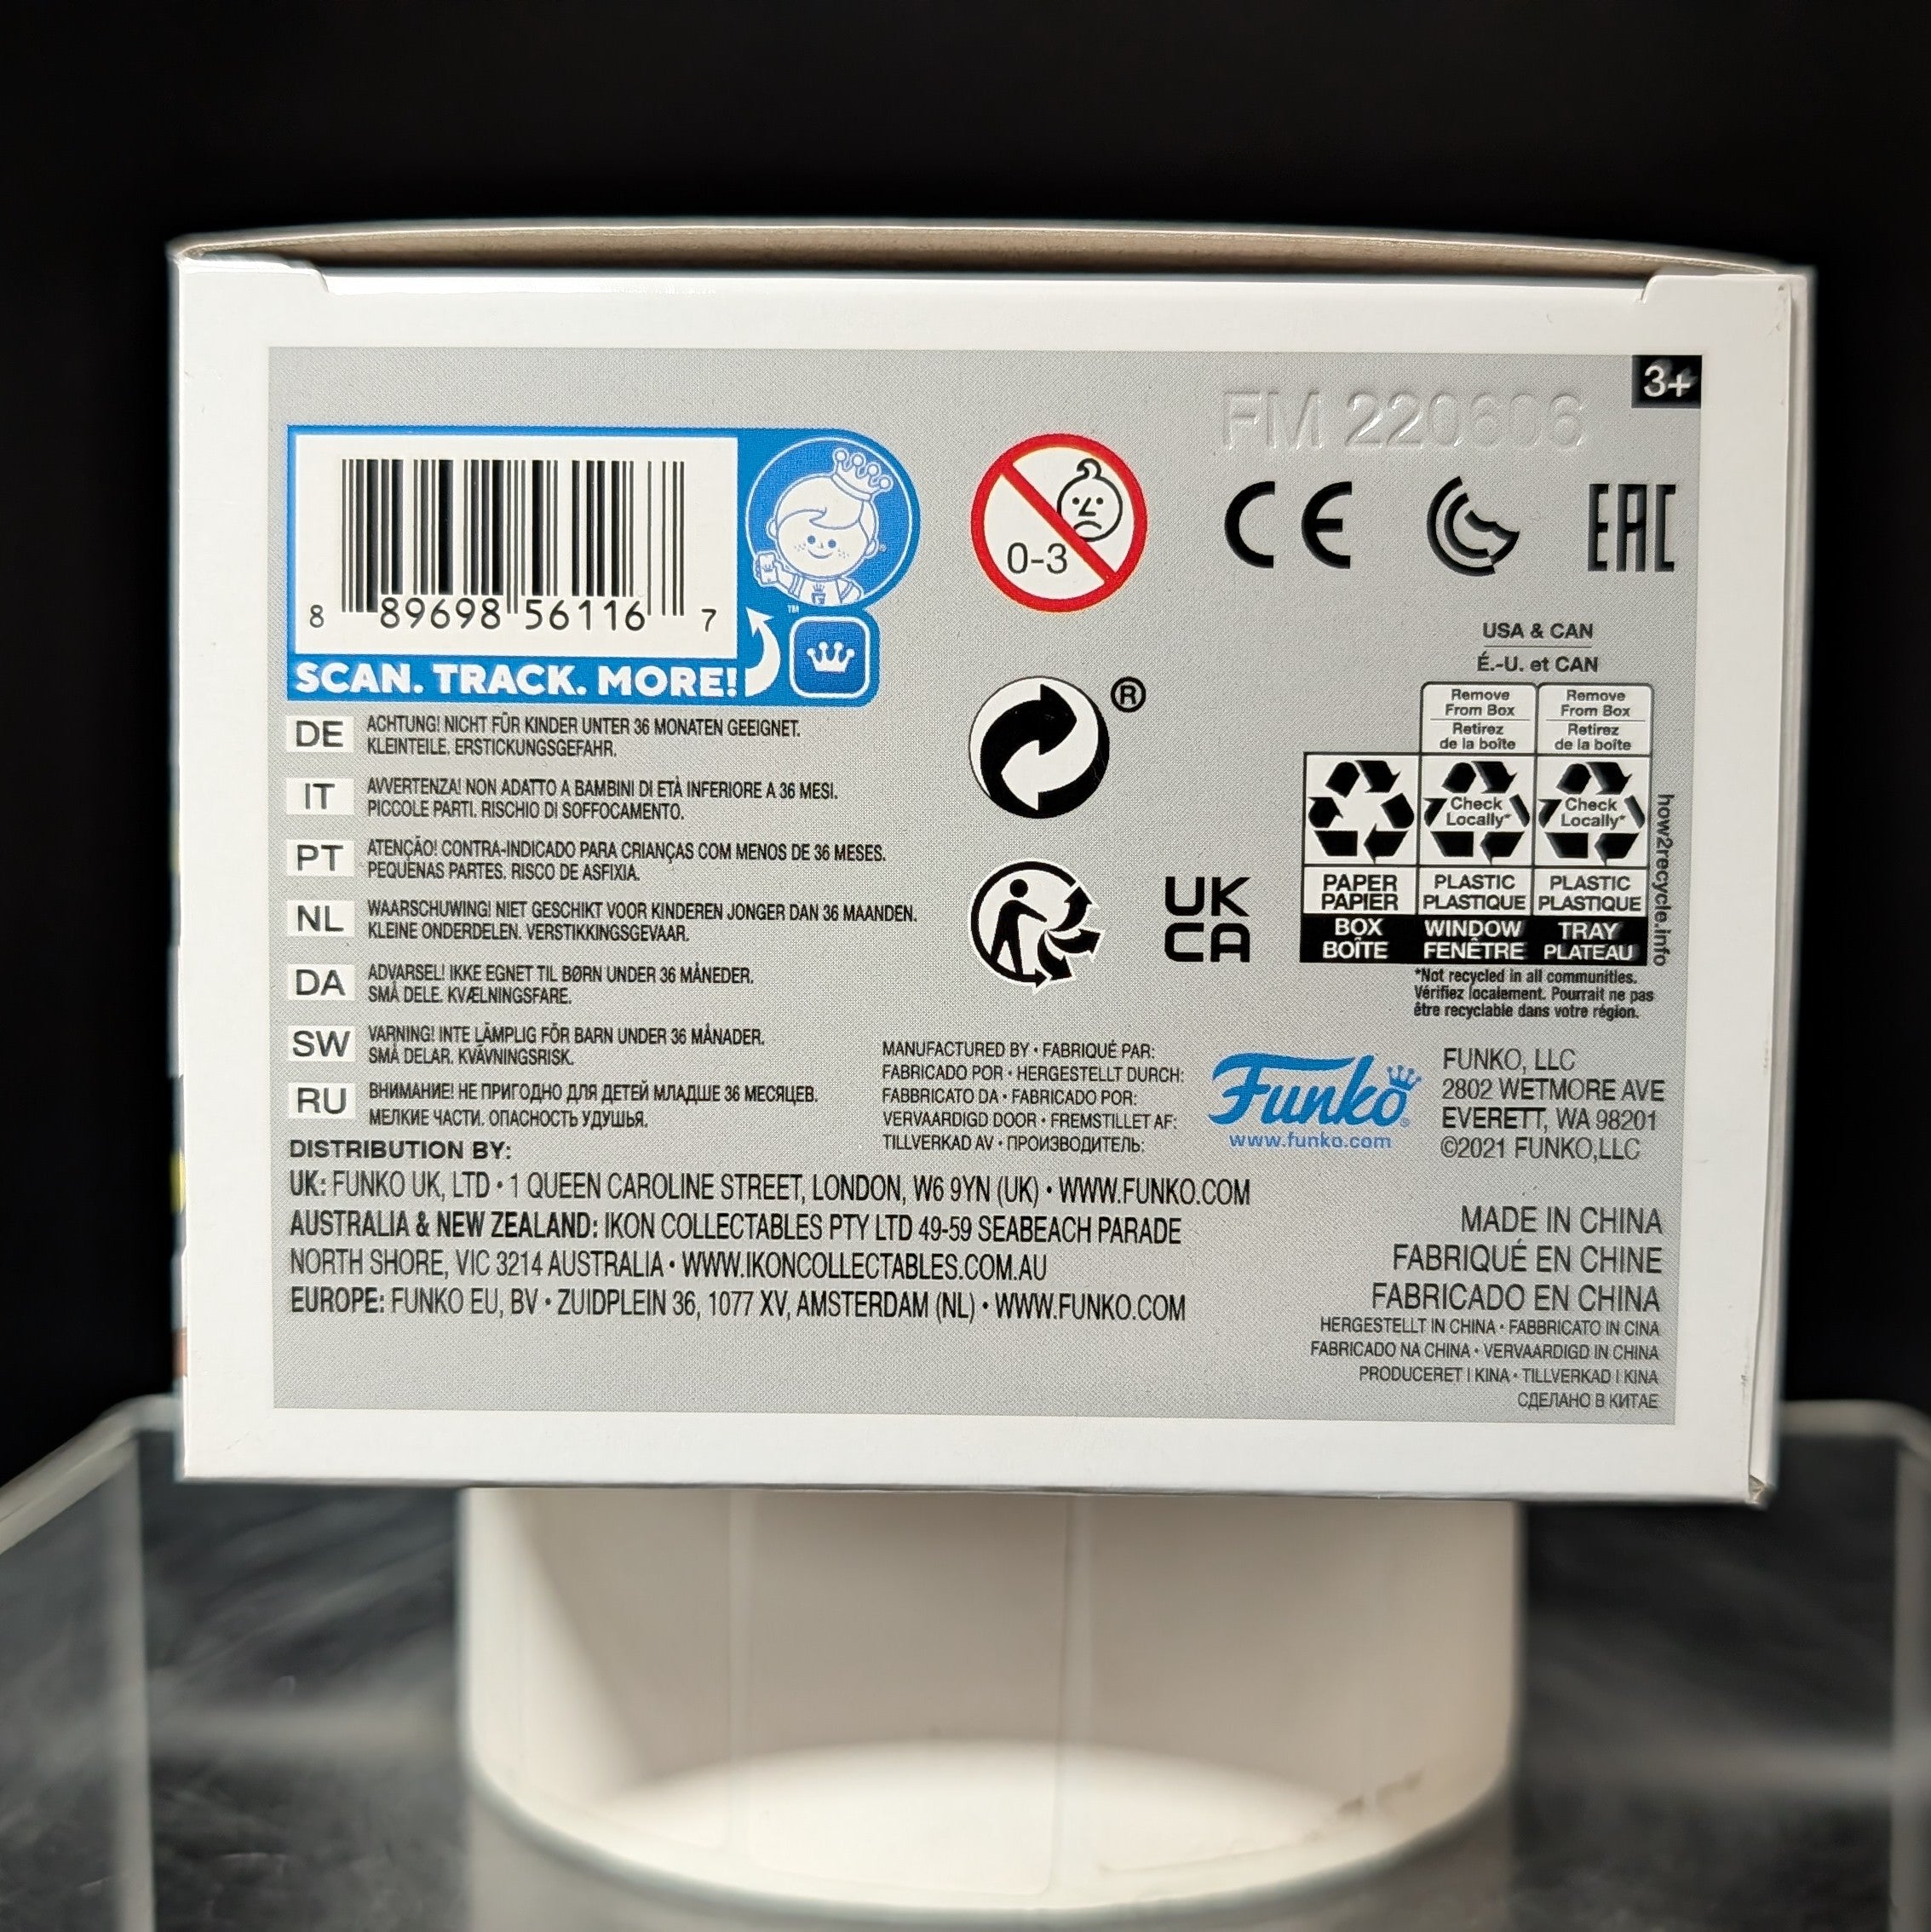 3+
FM 220606
8 89698 56116 7
™
SCAN. TRACK. MORE!
0-3
CE
EAC
USA & CAN
É.-U. et CAN
Remove
From Box
Retirez
de la boîte
Remove
From Box
Retirez
de la boîte
Check
Locally*
Check
Locally*
PAPER
PAPIER
PLASTIC
PLASTIQUE
PLASTIC
PLASTIQUE
BOX
BOÎTE
WINDOW
FENÊTRE
TRAY
PLATEAU
how2recycle.info
*Not recycled in all communities.
Vérifiez localement. Pourrait ne pas
être recyclable dans votre région.
®
UK
CA
DE
ACHTUNG! NICHT FÜR KINDER UNTER 36 MONATEN GEEIGNET.
KLEINTEILE. ERSTICKUNGSGEFAHR.
IT
AVVERTENZA! NON ADATTO A BAMBINI DI ETÀ INFERIORE A 36 MESI.
PICCOLE PARTI. RISCHIO DI SOFFOCAMENTO.
PT
ATENÇÃO! CONTRA-INDICADO PARA CRIANÇAS COM MENOS DE 36 MESES.
PEQUENAS PARTES. RISCO DE ASFIXIA.
NL
WAARSCHUWING! NIET GESCHIKT VOOR KINDEREN JONGER DAN 36 MAANDEN.
KLEINE ONDERDELEN. VERSTIKKINGSGEVAAR.
DA
ADVARSEL! IKKE EGNET TIL BØRN UNDER 36 MÅNEDER.
SMÅ DELE. KVÆLNINGSFARE.
SW
VARNING! INTE LÄMPLIG FÖR BARN UNDER 36 MÅNADER.
SMÅ DELAR. KVÄVNINGSRISK.
RU
ВНИМАНИЕ! НЕ ПРИГОДНО ДЛЯ ДЕТЕЙ МЛАДШЕ 36 МЕСЯЦЕВ.
МЕЛКИЕ ЧАСТИ. ОПАСНОСТЬ УДУШЬЯ.
MANUFACTURED BY • FABRIQUÉ PAR:
FABRICADO POR • HERGESTELLT DURCH:
FABBRICATO DA • FABRICADO POR:
VERVAARDIGD DOOR • FREMSTILLET AF:
TILLVERKAD AV • ПРОИЗВОДИТЕЛЬ:
Funko
www.funko.com
FUNKO, LLC
2802 WETMORE AVE
EVERETT, WA 98201
©2021 FUNKO,LLC
DISTRIBUTION BY:
UK: FUNKO UK, LTD • 1 QUEEN CAROLINE STREET, LONDON, W6 9YN (UK) • WWW.FUNKO.COM
AUSTRALIA & NEW ZEALAND: IKON COLLECTABLES PTY LTD 49-59 SEABEACH PARADE
NORTH SHORE, VIC 3214 AUSTRALIA • WWW.IKONCOLLECTABLES.COM.AU
EUROPE: FUNKO EU, BV • ZUIDPLEIN 36, 1077 XV, AMSTERDAM (NL) • WWW.FUNKO.COM
MADE IN CHINA
FABRIQUÉ EN CHINE
FABRICADO EN CHINA
HERGESTELLT IN CHINA • FABBRICATO IN CINA
FABRICADO NA CHINA • VERVAARDIGD IN CHINA
PRODUCERET I KINA • TILLVERKAD I KINA
СДЕЛАНО В КИТАЕ